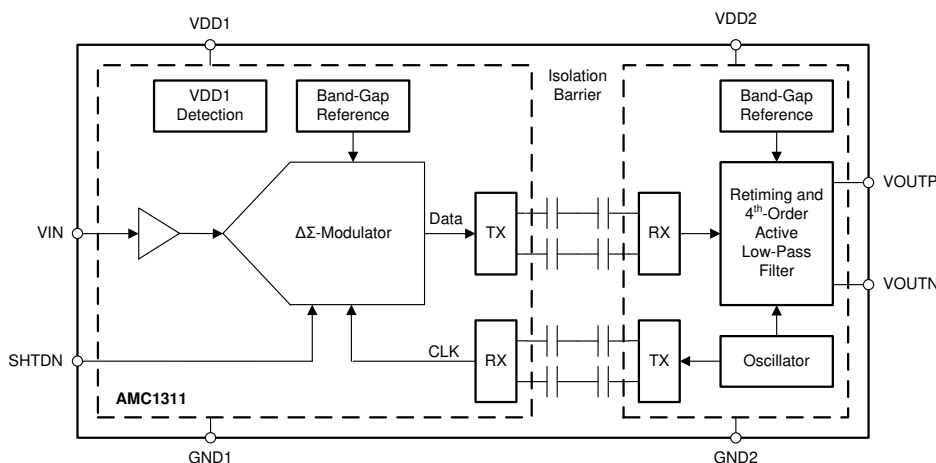 VDD1
VDD2
VDD1
Detection
Band-Gap
Reference
Isolation
Barrier
Band-Gap
Reference
VIN
ΔΣ-Modulator
Data
TX
RX
Retiming and
4th-Order
Active
Low-Pass
Filter
VOUTP
VOUTN
SHTDN
CLK
RX
TX
Oscillator
AMC1311
GND1
GND2